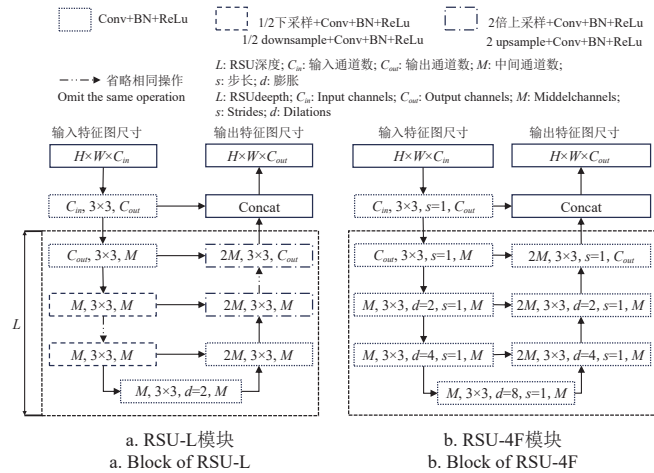 Conv+BN+ReLu
1/2下采样+Conv+BN+ReLu
1/2 downsample+Conv+BN+ReLu
2倍上采样+Conv+BN+ReLu
2 upsample+Conv+BN+ReLu
省略相同操作
Omit the same operation
L: RSU深度; Cin: 输入通道数; Cout: 输出通道数; M: 中间通道数;
s: 步长; d: 膨胀
L: RSUdeepth; Cin: Input channels; Cout: Output channels; M: Middelchannels;
s: Strides; d: Dilations
输入特征图尺寸
输出特征图尺寸
H×W×Cin
H×W×Cout
Cin, 3×3, Cout
Concat
Cout, 3×3, M
2M, 3×3, Cout
M, 3×3, M
2M, 3×3, M
L
M, 3×3, M
2M, 3×3, M
M, 3×3, d=2, M
a. RSU-L模块
a. Block of RSU-L
输入特征图尺寸
输出特征图尺寸
H×W×Cin
H×W×Cout
Cin, 3×3, s=1, Cout
Concat
Cout, 3×3, s=1, M
2M, 3×3, s=1, Cout
M, 3×3, d=2, s=1, M
2M, 3×3, d=2, s=1, M
M, 3×3, d=4, s=1, M
2M, 3×3, d=4, s=1, M
M, 3×3, d=8, s=1, M
b. RSU-4F模块
b. Block of RSU-4F